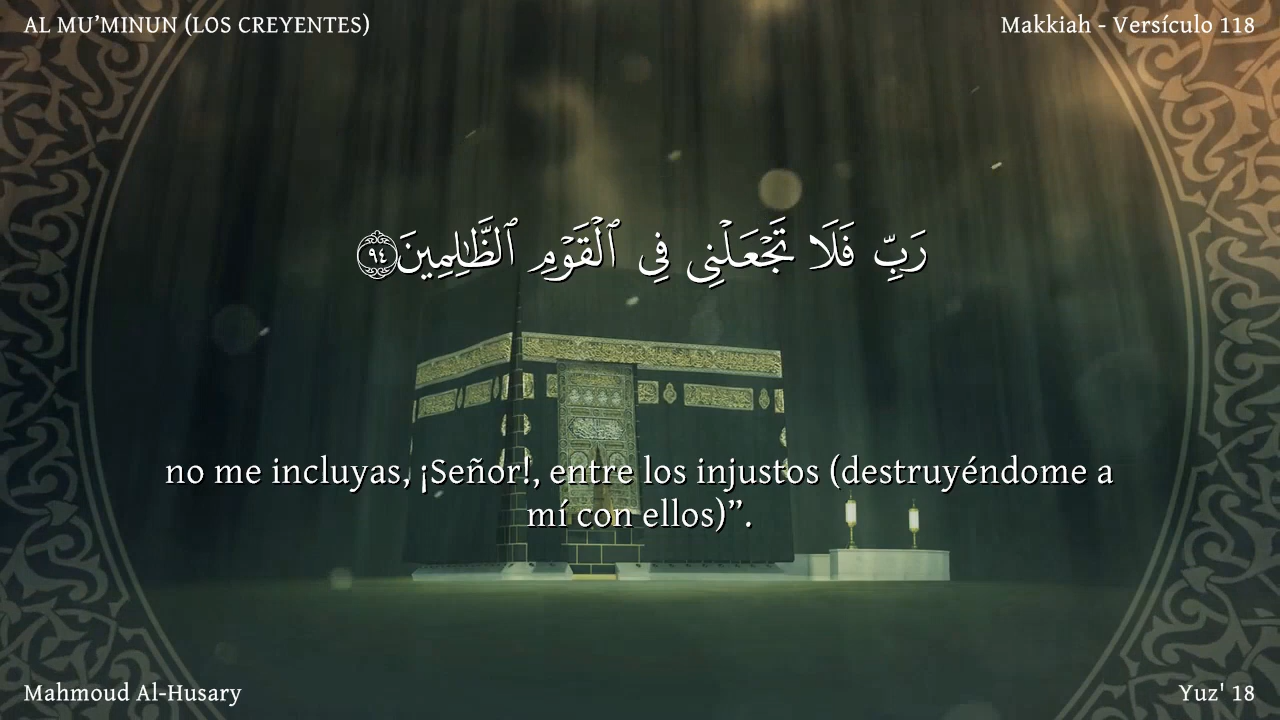 AL MU’MINUN (LOS CREYENTES)
Makkiah - Versículo 118
رَبِّ فَلَا تَجْعَلْنِى فِى ٱلْقَوْمِ ٱلظَّـٰلِمِينَ ٩٤
no me incluyas, ¡Señor!, entre los injustos (destruyéndome a
mí con ellos)”.
Mahmoud Al-Husary
Yuz' 18